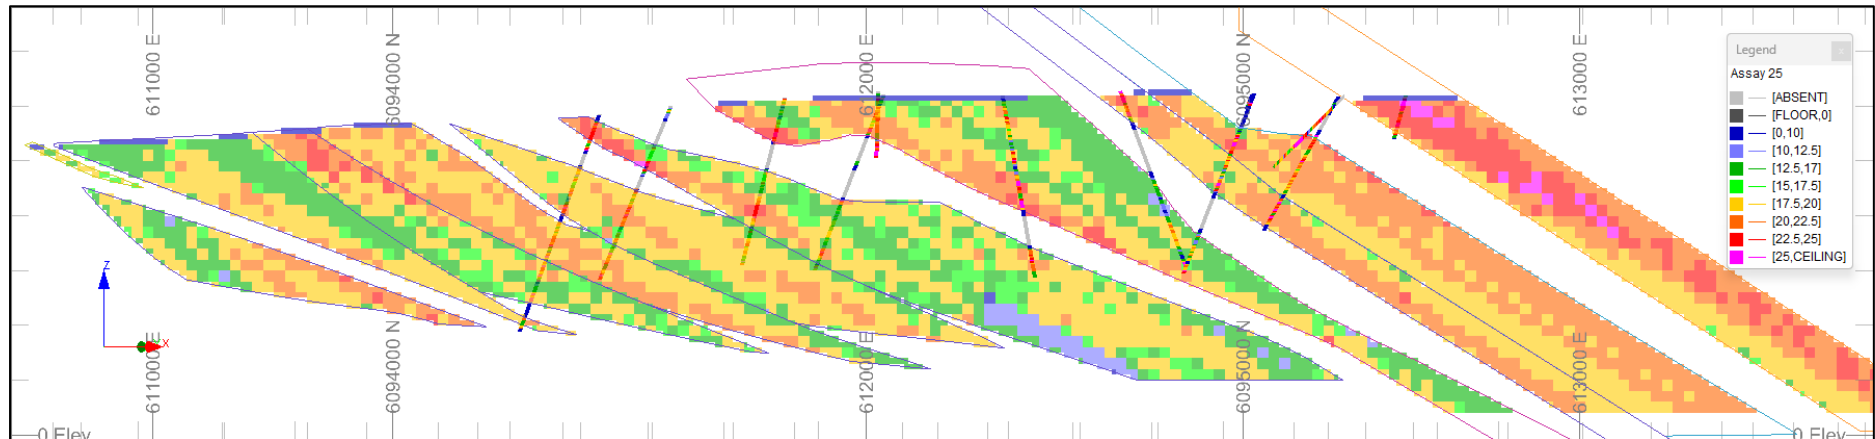 611000 E
6094000 N
612000 E
6095000 N
613000 E
Legend
x
Assay 25
[ABSENT]
[FLOOR,0]
[0,10]
[10,12.5]
[12.5,17]
[15,17.5]
[17.5,20]
[20,22.5]
[22.5,25]
[25,CEILING]
Z
X
611000E
6094000 N
612000 E
6095000 N
613000 E
0 Elev
0 Elev